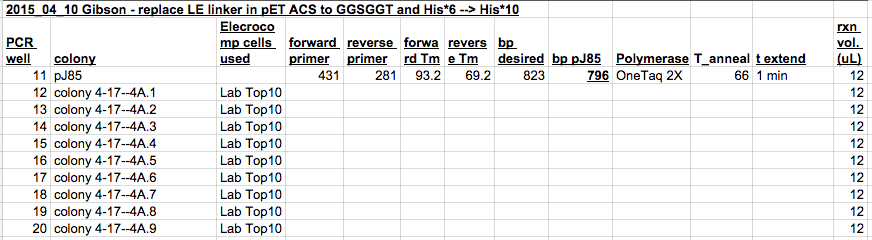 2015_04_10 Gibson - replace LE linker in pET ACS to GGSGGT and His*6 --> His*10
PCR well colony Elecroco mp cells used forward primer reverse primer forwa rd Tm revers e Tm bp desired bp pJ85 Polymerase T_anneal t extend rxn vol. (uL)
11 pJ85 431 281 93.2 69.2 823 796 OneTaq 2X 66 1 min 12
12 colony 4-17--4A.1 Lab Top10 12
13 colony 4-17--4A.2 Lab Top10 12
14 colony 4-17--4A.3 Lab Top10 12
15 colony 4-17--4A.4 Lab Top10 12
16 colony 4-17--4A.5 Lab Top10 12
17 colony 4-17--4A.6 Lab Top10 12
18 colony 4-17--4A.7 Lab Top10 12
19 colony 4-17--4A.8 Lab Top10 12
20 colony 4-17--4A.9 Lab Top10 12